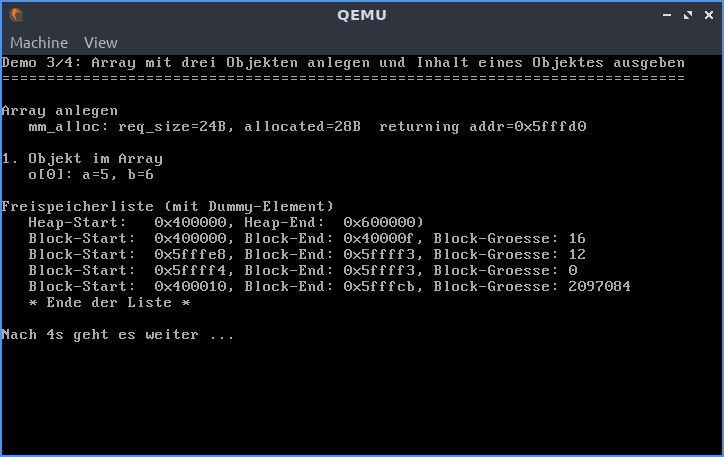 QEMU
Machine View
Demo 3/4: Array mit drei Objekten anlegen und Inhalt eines Objektes ausgeben
============================================================================
Array anlegen
mm_alloc: req_size=24B, allocated=28B  returning addr=0x5fffd0
1. Objekt im Array
o[0]: a=5, b=6
Freispeicherliste (mit Dummy-Element)
Heap-Start:   0x400000, Heap-End:  0x600000)
Block-Start:  0x400000, Block-End: 0x40000f, Block-Groesse: 16
Block-Start:  0x5fffe8, Block-End: 0x5ffff3, Block-Groesse: 12
Block-Start:  0x5ffff4, Block-End: 0x5ffff3, Block-Groesse: 0
Block-Start:  0x400010, Block-End: 0x5fffcb, Block-Groesse: 2097084
* Ende der Liste *
Nach 4s geht es weiter ...